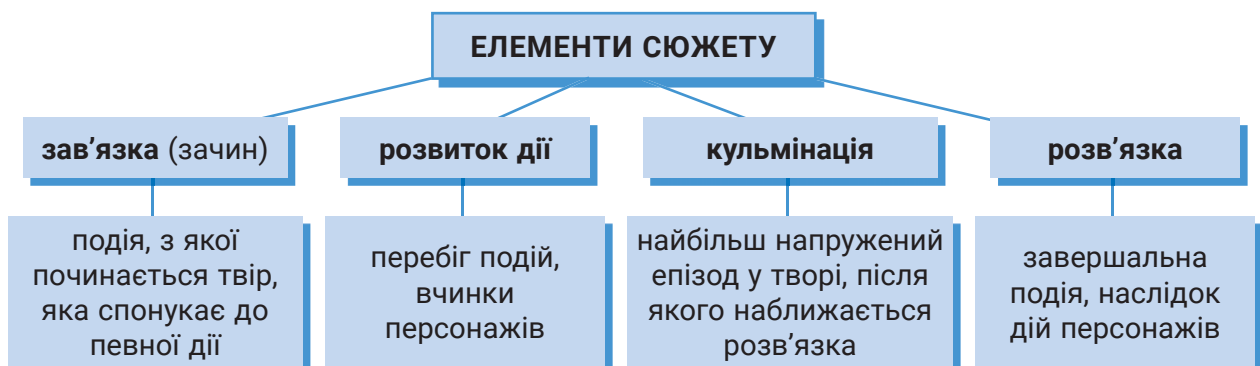 ЕЛЕМЕНТИ СЮЖЕТУ
зав'язка (зачин)
подія, з якої
починається твір,
яка спонукає до
певної дії
розвиток дії
перебіг подій,
вчинки
персонажів
кульмінація
найбільш напружений
епізод у творі, після
якого наближається
розв'язка
розв'язка
завершальна
подія, наслідок
дій персонажів